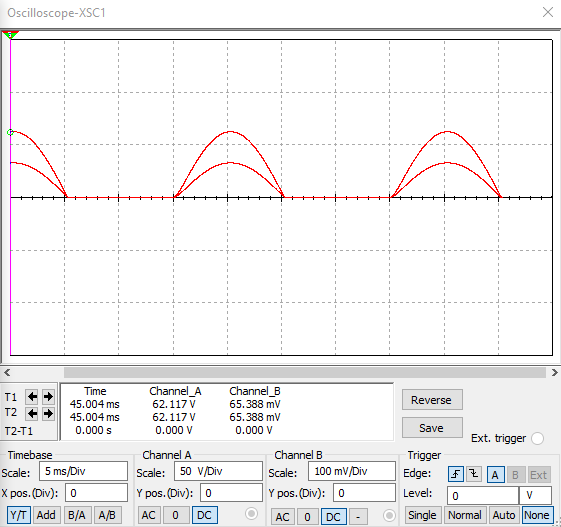 Oscilloscope-XSC1
Time Channel_A Channel_B
T1 45.004 ms 62.117 V 65.388 mV
T2 45.004 ms 62.117 V 65.388 mV
T2-T1 0.000 s 0.000 V 0.000 V
Reverse
Save
Ext. trigger
Timebase Channel A Channel B Trigger
Scale: 5 ms/Div Scale: 50 V/Div Scale: 100 mV/Div Edge: A B Ext
X pos.(Div): 0 Y pos.(Div): 0 Y pos.(Div): 0 Level: 0 V
Y/T Add B/A A/B AC 0 DC AC 0 DC - Single Normal Auto None